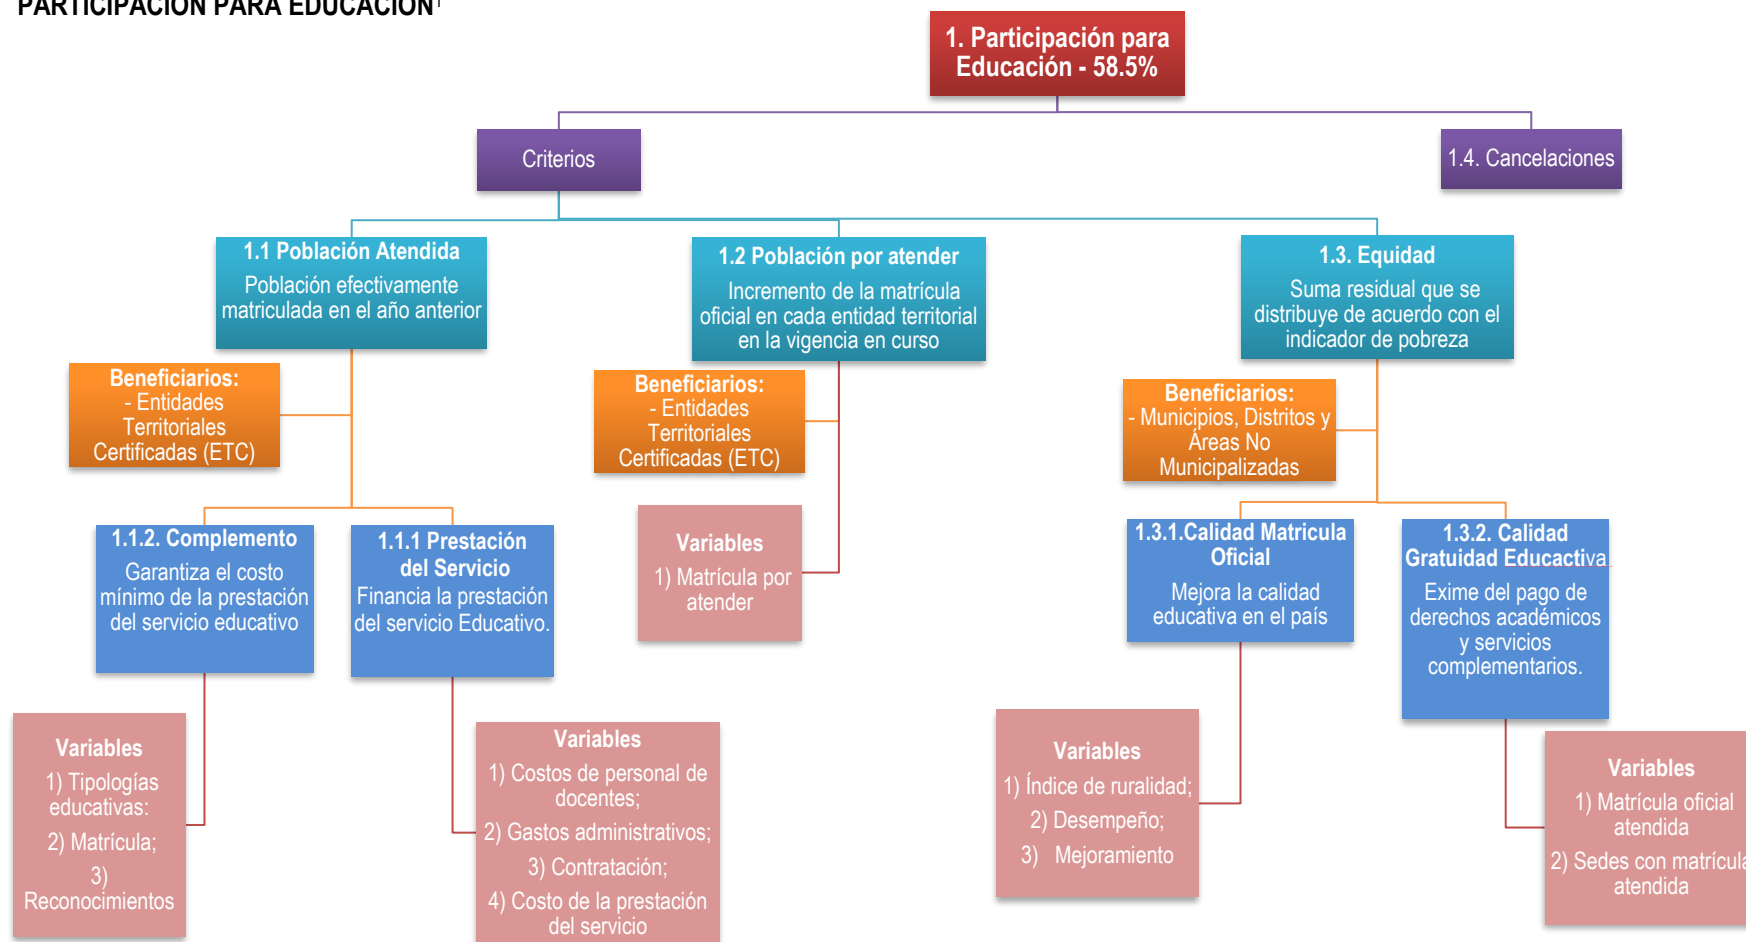 PARTICIPACIÓN PARA EDUCACIÓN¹
1. Participación para
Educación - 58.5%
Criterios
1.4. Cancelaciones
1.1 Población Atendida
Población efectivamente
matriculada en el año anterior
1.2 Población por atender
Incremento de la matrícula
oficial en cada entidad territorial
en la vigencia en curso
1.3. Equidad
Suma residual que se
distribuye de acuerdo con el
indicador de pobreza
Beneficiarios:
- Entidades
Territoriales
Certificadas (ETC)
Beneficiarios:
- Entidades
Territoriales
Certificadas (ETC)
Beneficiarios:
- Municipios, Distritos y
Áreas No
Municipalizadas
1.1.2. Complemento
Garantiza el costo
mínimo de la prestación
del servicio educativo
1.1.1 Prestación
del Servicio
Financia la prestación
del servicio Educativo.
Variables
1) Matrícula por
atender
1.3.1.Calidad Matricula
Oficial
Mejora la calidad
educativa en el país
1.3.2. Calidad
Gratuidad Educactiva
Exime del pago de
derechos académicos
y servicios
complementarios.
Variables
1) Tipologías
educativas:
2) Matrícula;
3)
Reconocimientos
Variables
1) Costos de personal de
docentes;
2) Gastos administrativos;
3) Contratación;
4) Costo de la prestación
del servicio
Variables
1) Índice de ruralidad;
2) Desempeño;
3) Mejoramiento
Variables
1) Matrícula oficial
atendida
2) Sedes con matrícula
atendida